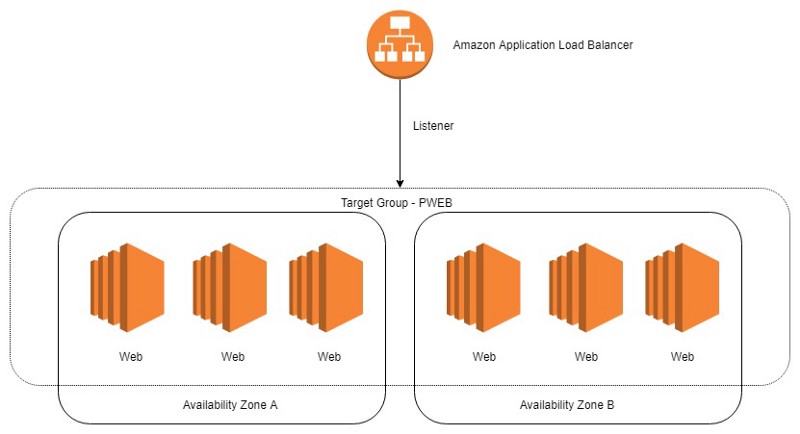 Amazon Application Load Balancer
Listener
Target Group - PWEB
Web
Web
Web
Web
Web
Web
Availability Zone A
Availability Zone B